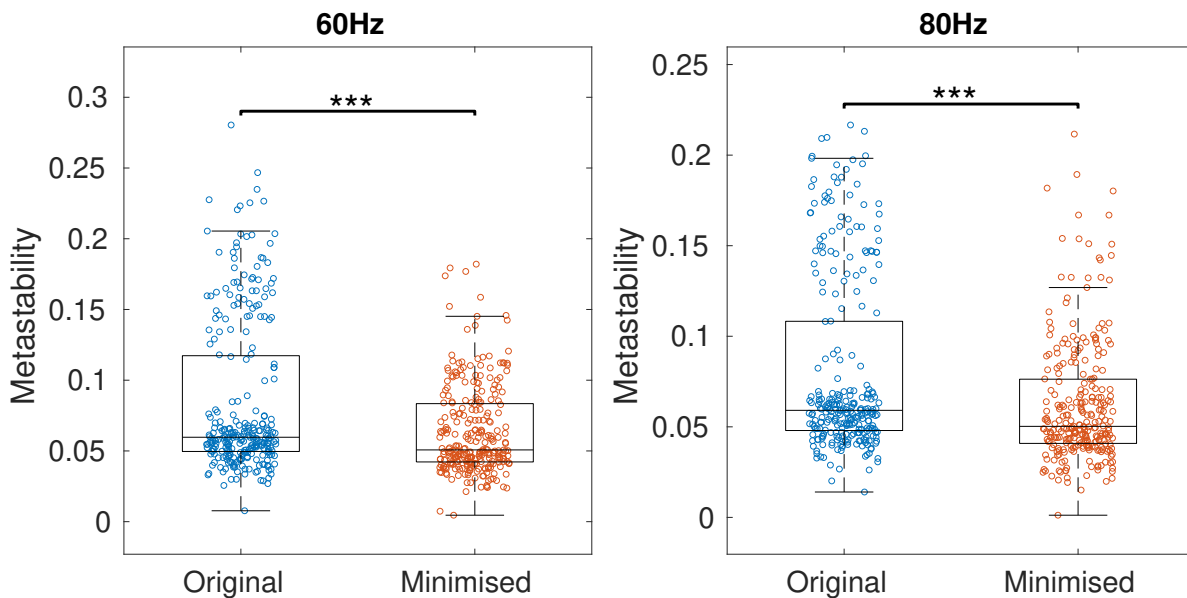 60Hz
***
Metastability
0.3
0.25
0.2
0.15
0.1
0.05
0
Original
Minimised
80Hz
***
Metastability
0.25
0.2
0.15
0.1
0.05
0
Original
Minimised